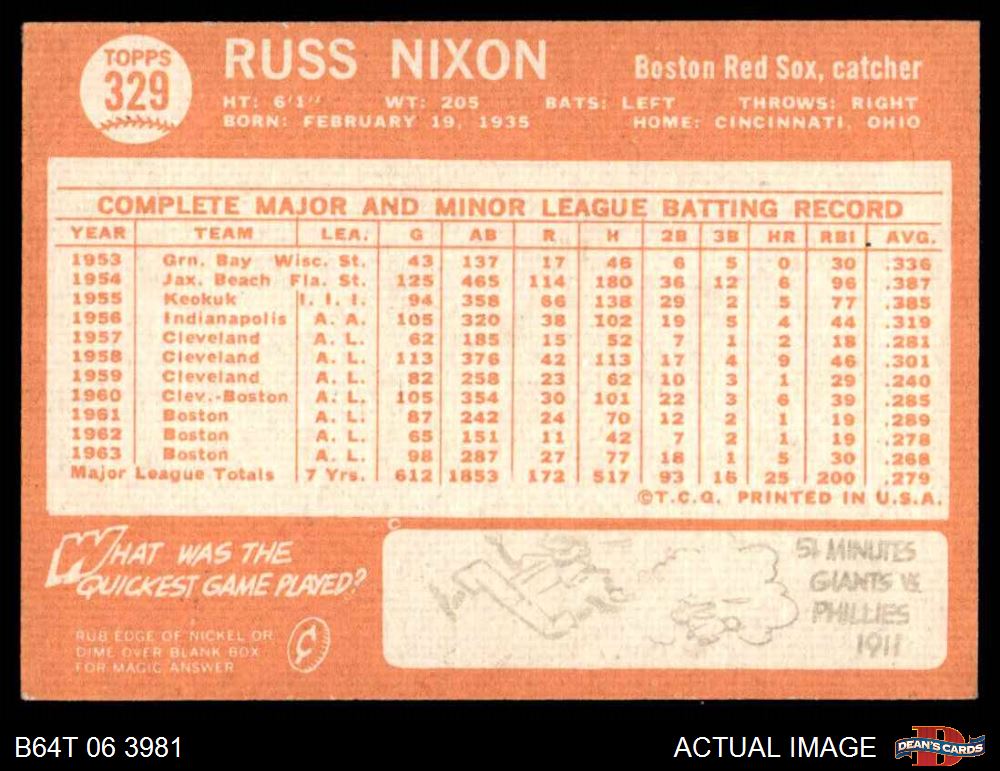 TOPPS
329
RUSS NIXON
Boston Red Sox, catcher
HT: 6'1" WT: 205 BATS: LEFT THROWS: RIGHT
BORN: FEBRUARY 19, 1935 HOME: CINCINNATI, OHIO
COMPLETE MAJOR AND MINOR LEAGUE BATTING RECORD
YEAR TEAM LEA. G AB R H 2B 3B HR RBI AVG.
1953 Grn. Bay Wisc. St. 43 137 17 46 6 5 0 30 .336
1954 Jax. Beach Fla. St. 125 465 114 180 36 12 6 96 .387
1955 Keokuk I. I. I. 94 358 66 138 29 2 5 77 .385
1956 Indianapolis A. A. 105 320 38 102 19 5 4 44 .319
1957 Cleveland A. L. 62 185 15 52 7 1 2 18 .281
1958 Cleveland A. L. 113 376 42 113 17 4 9 46 .301
1959 Cleveland A. L. 82 258 23 62 10 3 1 29 .240
1960 Clev.-Boston A. L. 105 354 30 101 22 3 6 39 .285
1961 Boston A. L. 87 242 24 70 12 2 1 19 .289
1962 Boston A. L. 65 151 11 42 7 2 1 19 .278
1963 Boston A. L. 98 287 27 77 18 1 5 30 .268
Major League Totals 7 Yrs. 612 1853 172 517 93 16 25 200 .279
©T.C.G. PRINTED IN U.S.A.
WHAT WAS THE
QUICKEST GAME PLAYED?
RUB EDGE OF NICKEL OR
DIME OVER BLANK BOX
FOR MAGIC ANSWER
51 MINUTES
GIANTS VS
PHILLIES
1911
B64T 06 3981
ACTUAL IMAGE
DEAN'S CARDS